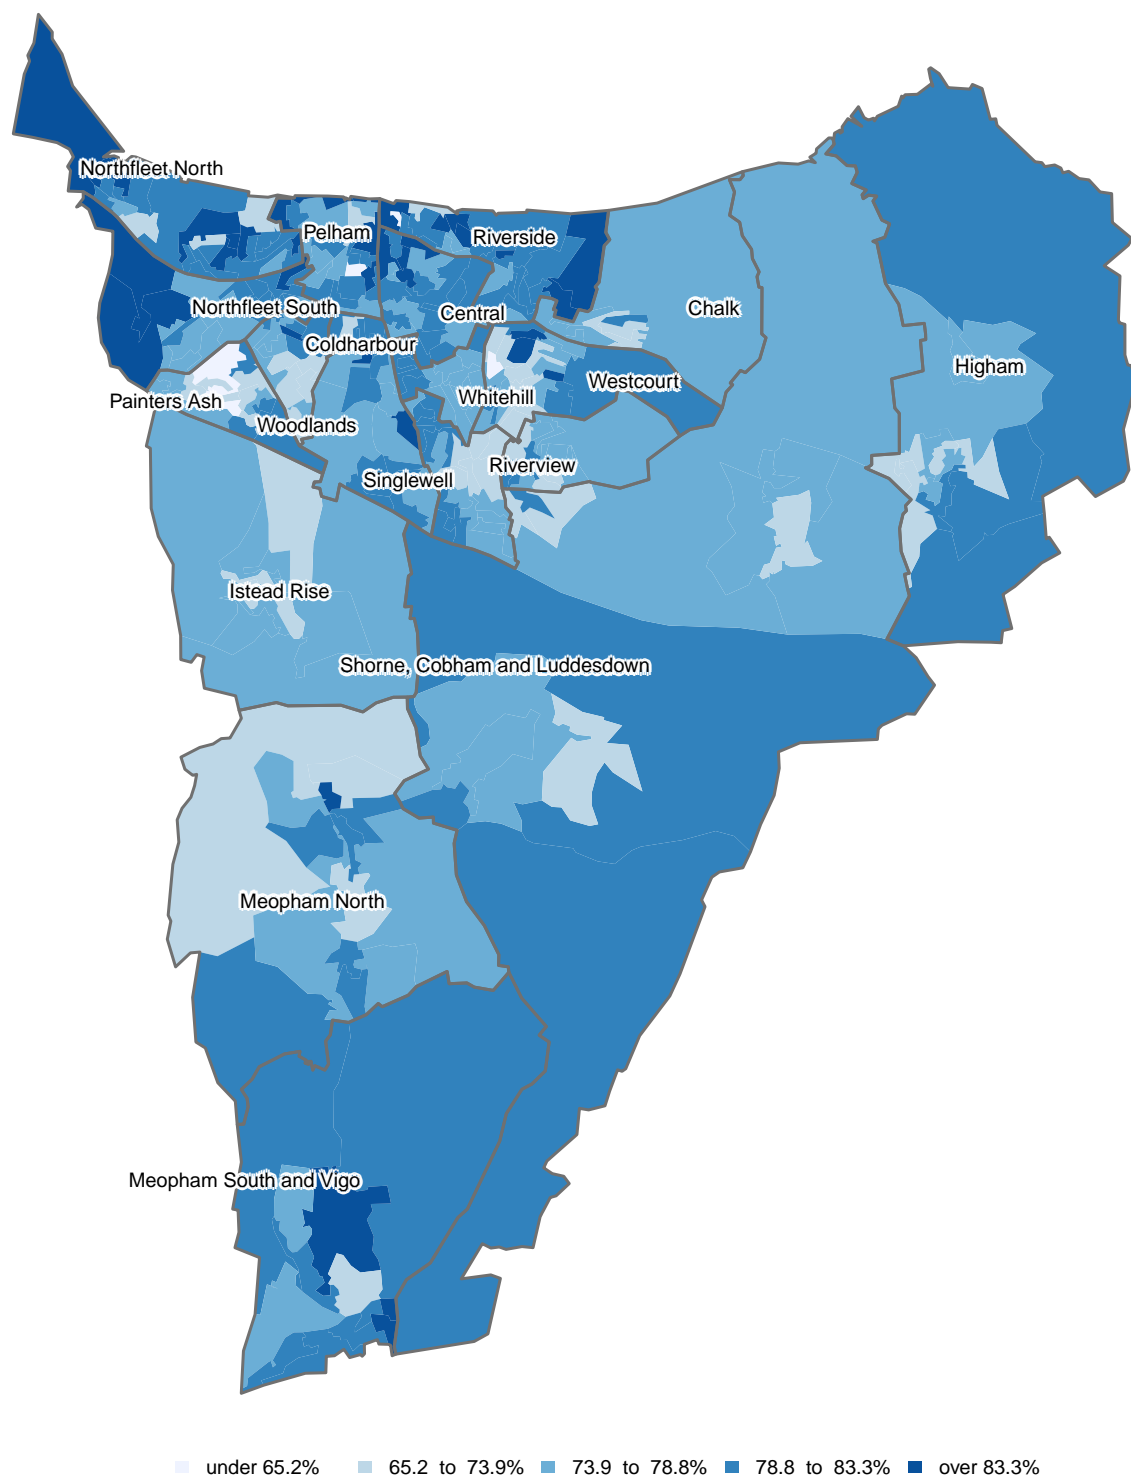 Northfleet North
Pelham
Riverside
Northfleet South
Central
Chalk
Coldharbour
Higham
Westcourt
Painters Ash
Whitehill
Woodlands
Riverview
Singlewell
Istead Rise
Shorne, Cobham and Luddesdown
Meopham North
Meopham South and Vigo
under 65.2% 65.2 to 73.9% 73.9 to 78.8% 78.8 to 83.3% over 83.3%